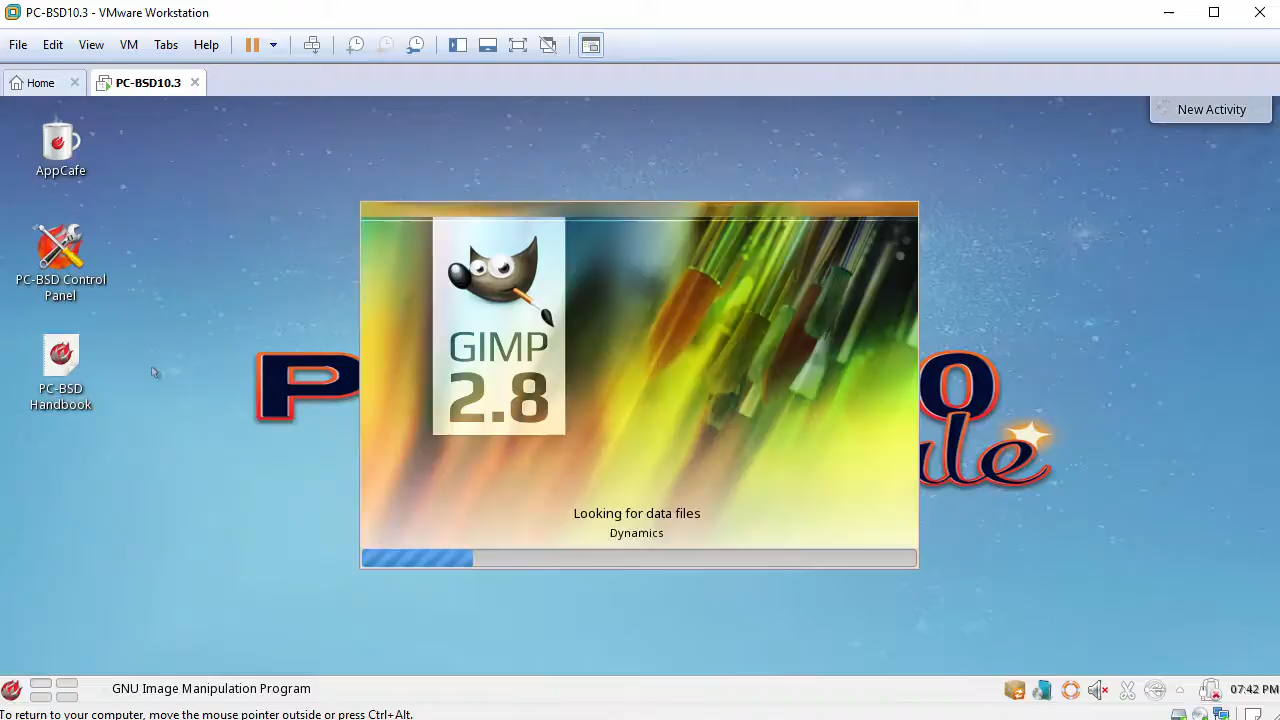 PC-BSD10.3 - VMware Workstation
File Edit View VM Tabs Help
Home PC-BSD10.3
New Activity
AppCafe
PC-BSD Control
Panel
PC-BSD
Handbook
GIMP
2.8
Looking for data files
Dynamics
GNU Image Manipulation Program
07:42 PM
To return to your computer, move the mouse pointer outside or press Ctrl+Alt.